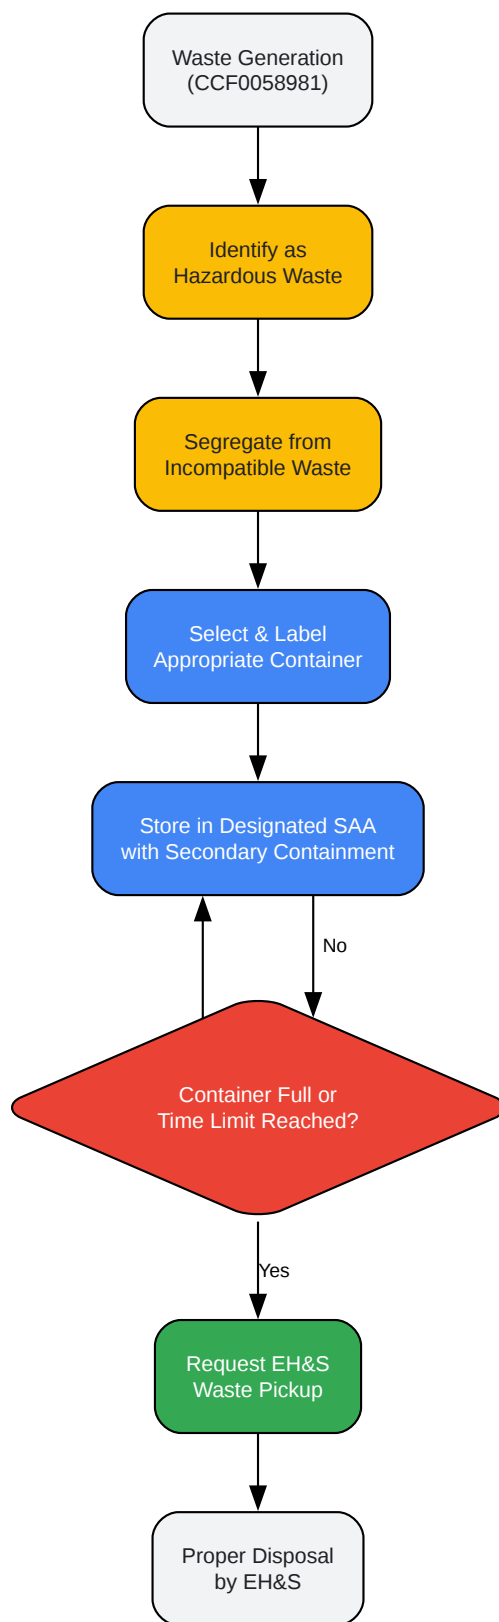 Waste Generation
(CCF0058981)
Identify as
Hazardous Waste
Segregate from
Incompatible Waste
Select & Label
Appropriate Container
Store in Designated SAA
with Secondary Containment
No
Container Full or
Time Limit Reached?
Yes
Request EH&S
Waste Pickup
Proper Disposal
by EH&S